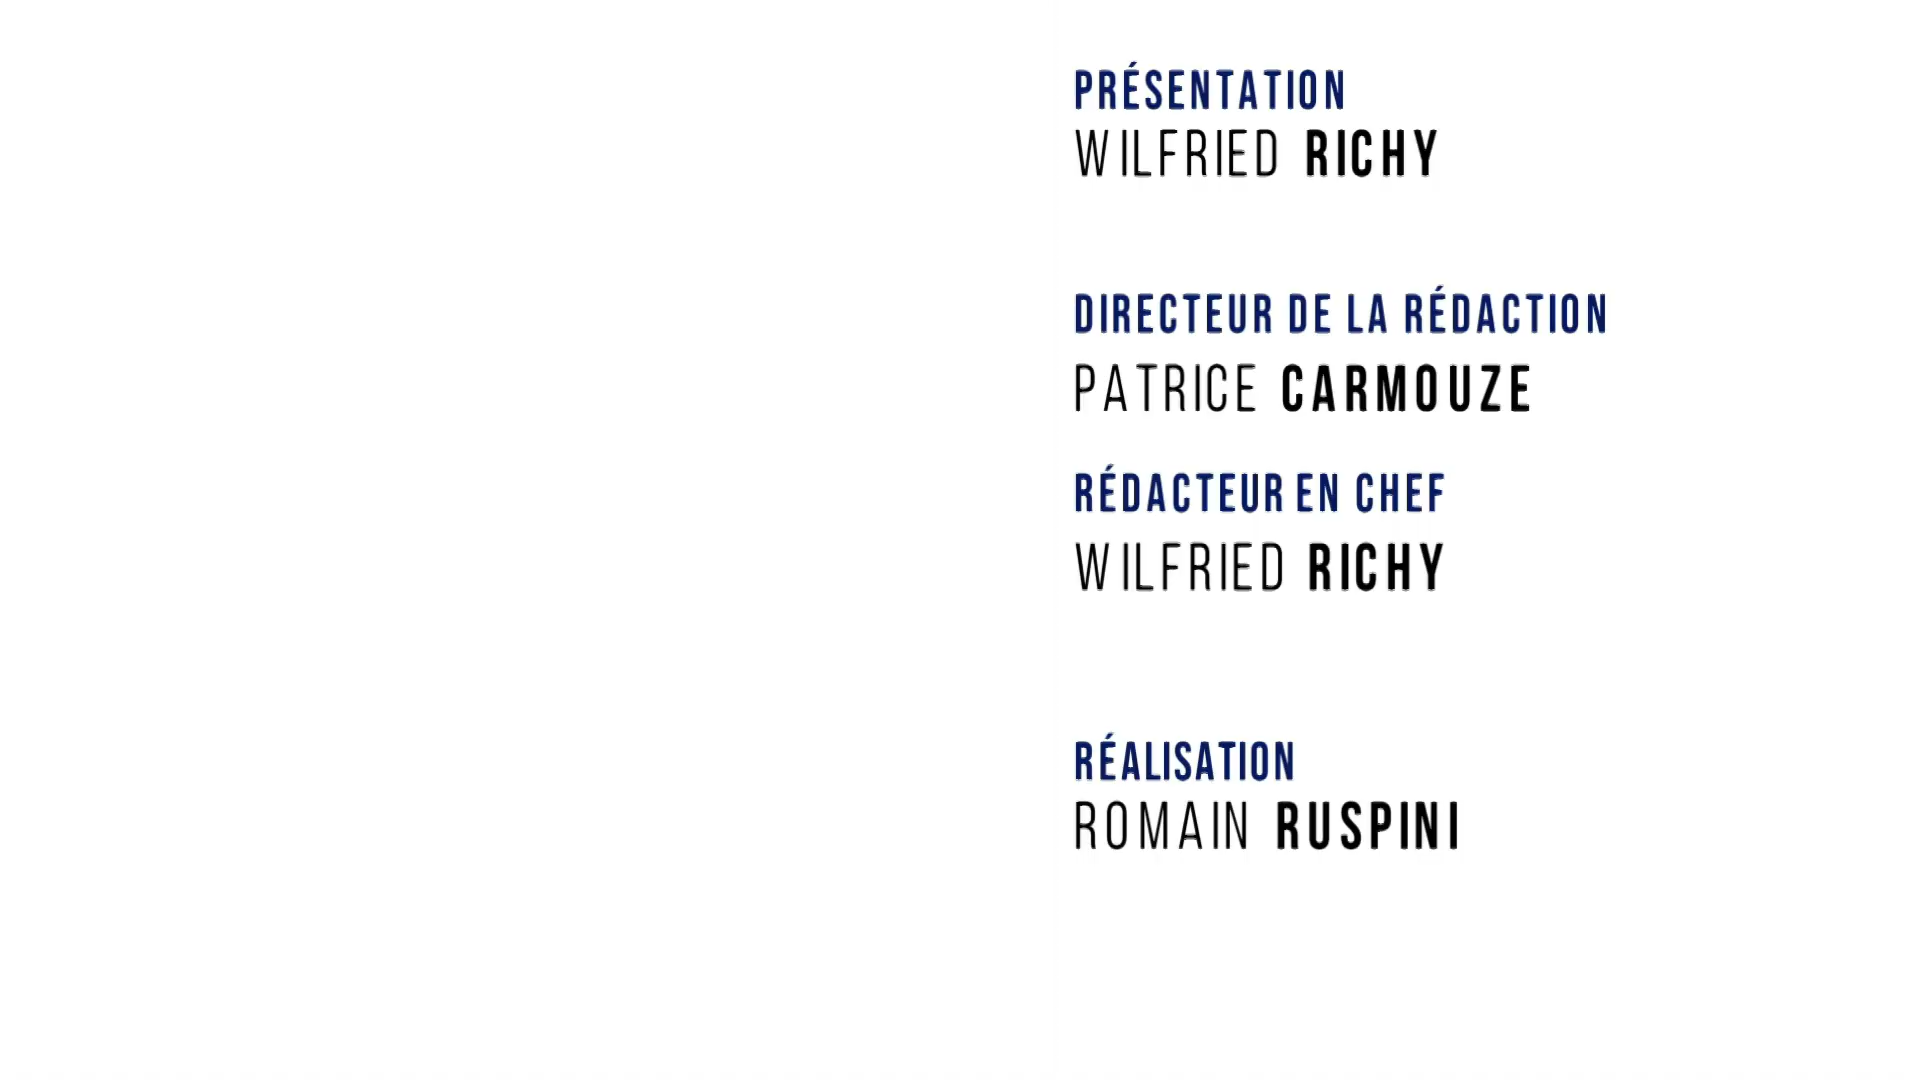 PRÉSENTATION
WILFRIED RICHY
DIRECTEUR DE LA RÉDACTION
PATRICE CARMOUZE
RÉDACTEUR EN CHEF
WILFRIED RICHY
RÉALISATION
ROMAIN RUSPINI